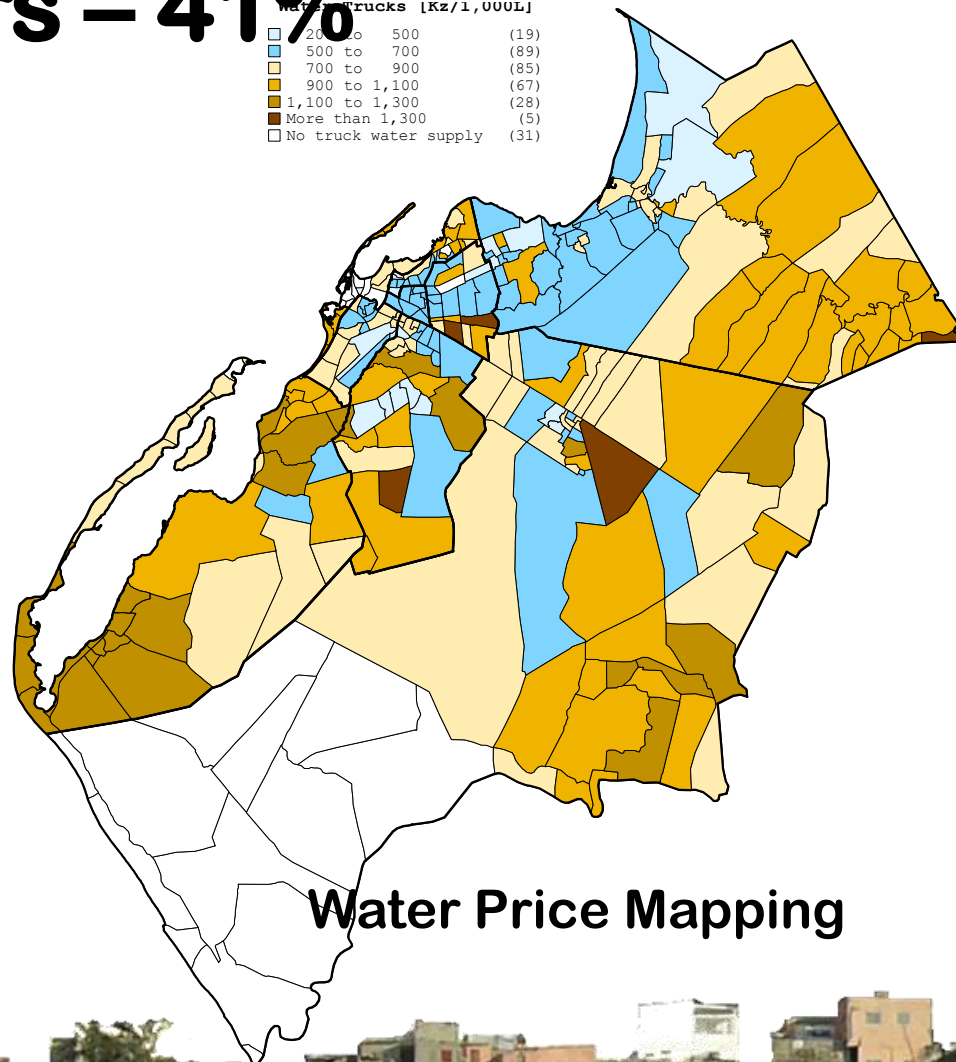 rs – 41%
Water Trucks [Kz/1,000L]
to 500 (19)
500 to 700 (89)
700 to 900 (85)
900 to 1,100 (67)
1,100 to 1,300 (28)
More than 1,300 (5)
No truck water supply (31)
Water Price Mapping